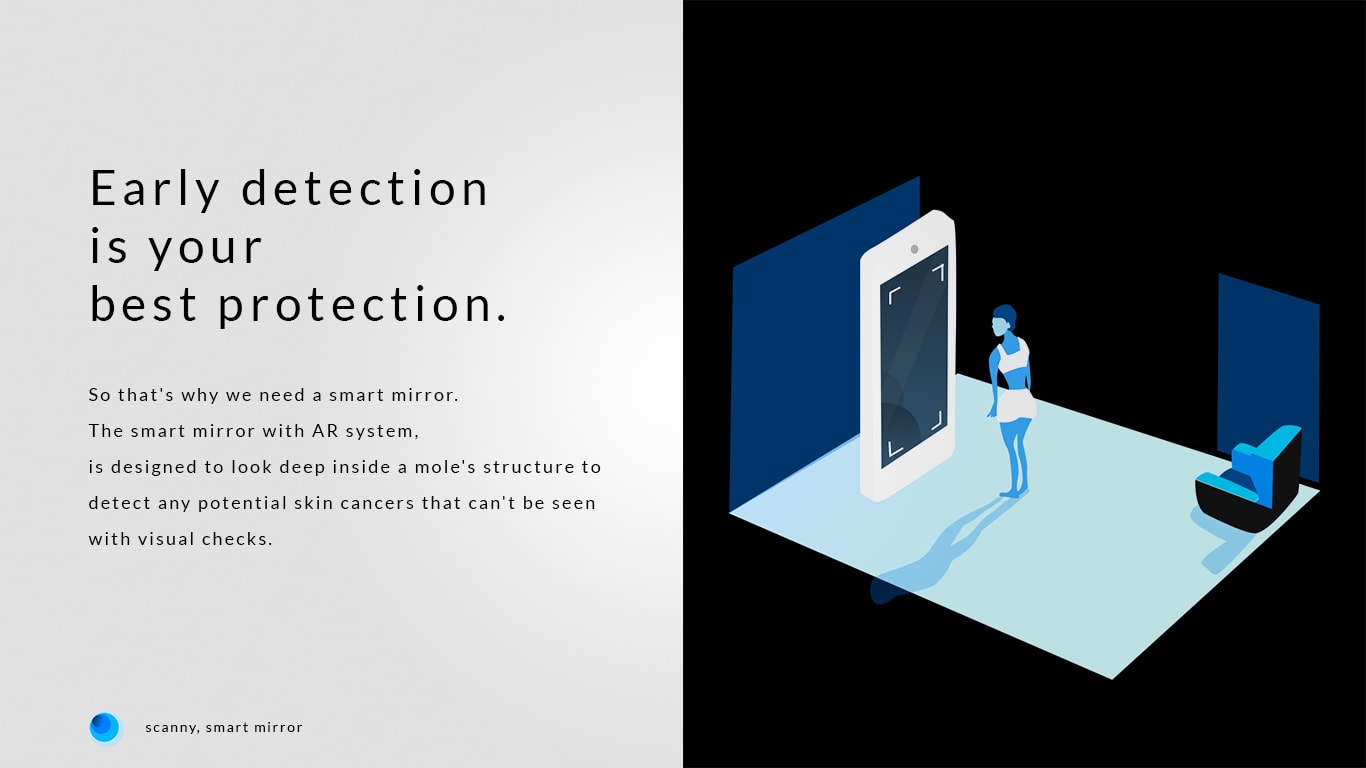 Early detection
is your
best protection.
So that's why we need a smart mirror.
The smart mirror with AR system,
is designed to look deep inside a mole's structure to
detect any potential skin cancers that can't be seen
with visual checks.
scanny, smart mirror